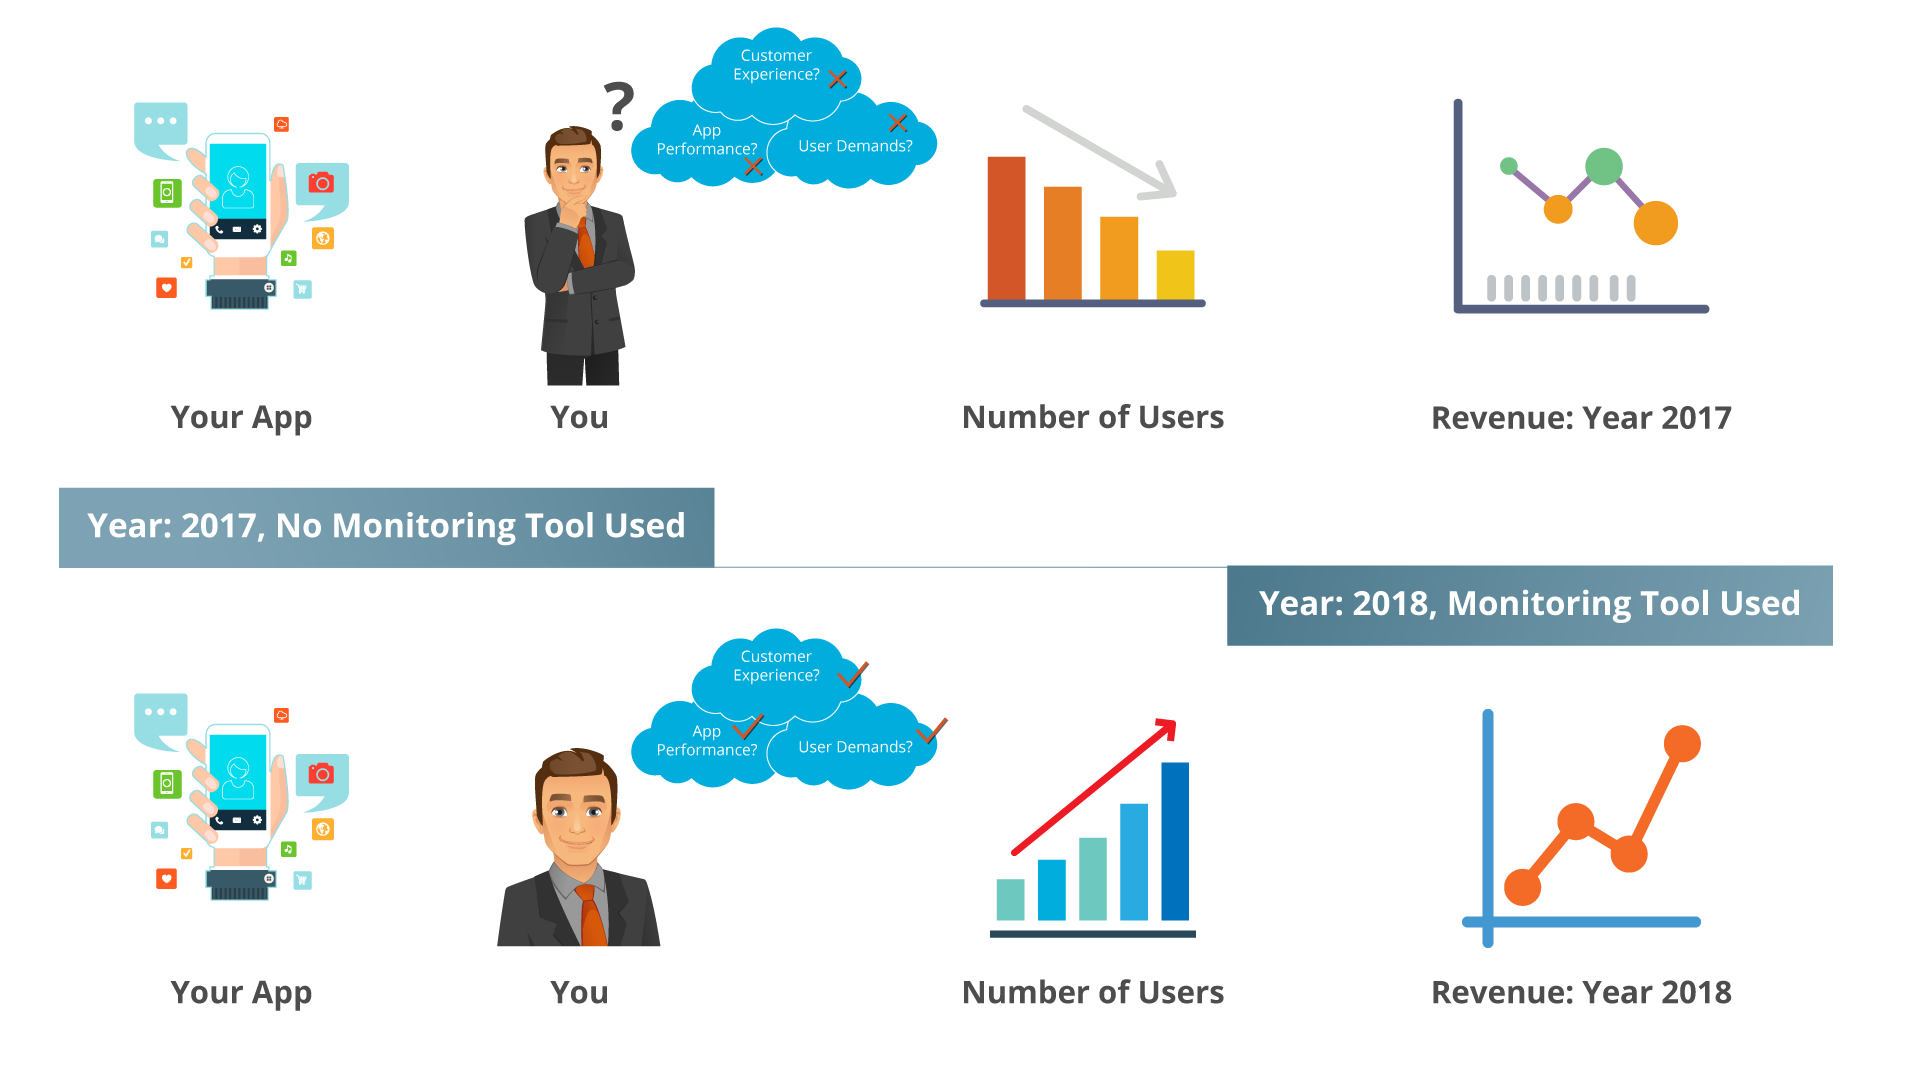 ?
Customer
Experience?
App
Performance?
User Demands?
Your App
You
Number of Users
Revenue: Year 2017
Year: 2017, No Monitoring Tool Used
Year: 2018, Monitoring Tool Used
Customer
Experience?
App
Performance?
User Demands?
Your App
You
Number of Users
Revenue: Year 2018